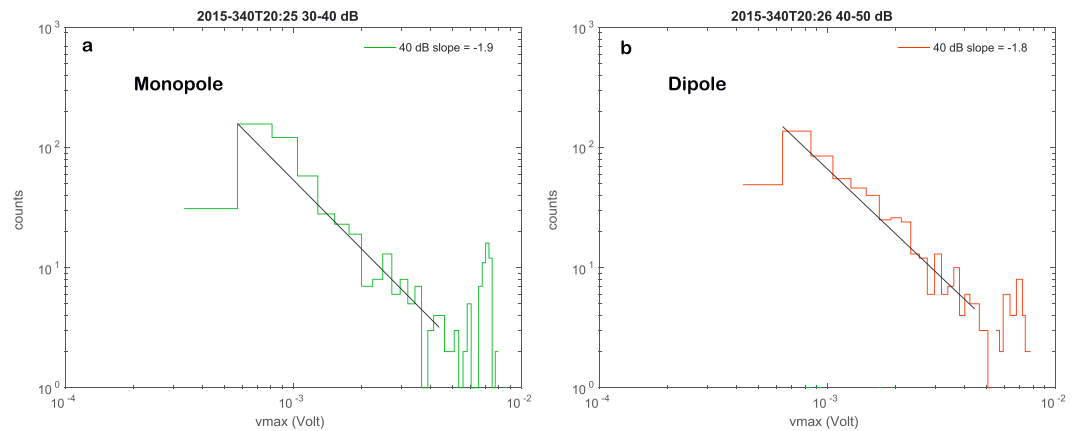 2015-340T20:25 30-40 dB
a
40 dB slope = -1.9
Monopole
10^3
10^2
10^1
10^0
counts
10^-4
10^-3
10^-2
vmax (Volt)
2015-340T20:26 40-50 dB
b
40 dB slope = -1.8
Dipole
10^3
10^2
10^1
10^0
counts
10^-4
10^-3
10^-2
vmax (Volt)